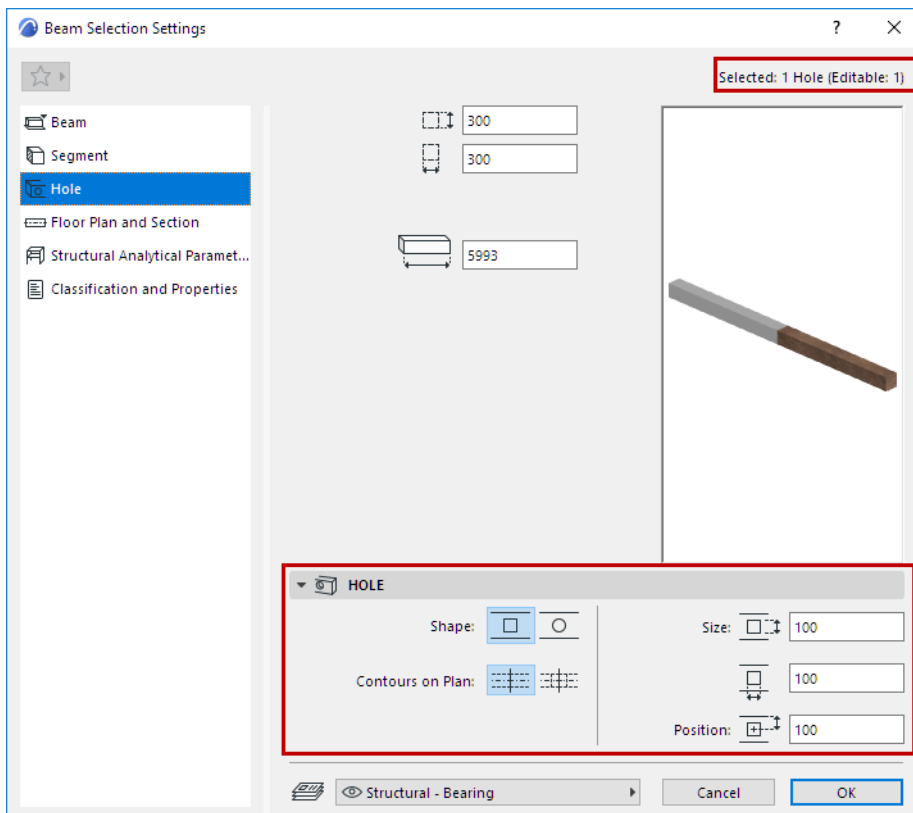 Beam Selection Settings
?
Selected: 1 Hole (Editable: 1)
Beam
Segment
Hole
Floor Plan and Section
Structural Analytical Paramet...
Classification and Properties
300
300
5993
HOLE
Shape:
Contours on Plan:
Size: 100
100
Position: 100
Structural - Bearing
Cancel
OK